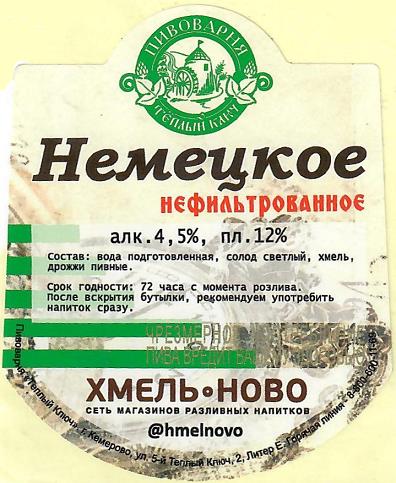 ПИВОВАРНЯ
ТЁПЛЫЙ КЛЮЧ
Немецкое
НЕФИЛЬТРОВАННОЕ
алк.4,5%, пл.12%
Состав: вода подготовленная, солод светлый, хмель,
дрожжи пивные.
Срок годности: 72 часа с момента розлива.
После вскрытия бутылки, рекомендуем употребить
напиток сразу.
ЧРЕЗМЕРНОЕ
ПИВА ВРЕДИТ
ХМЕЛЬ•НОВО
СЕТЬ МАГАЗИНОВ РАЗЛИВНЫХ НАПИТКОВ
@hmelnovo
Пивоварня «Теплый Ключ», г. Кемерово, ул. 5-й Теплый Ключ, 2, Литер Е. Горячая линия: